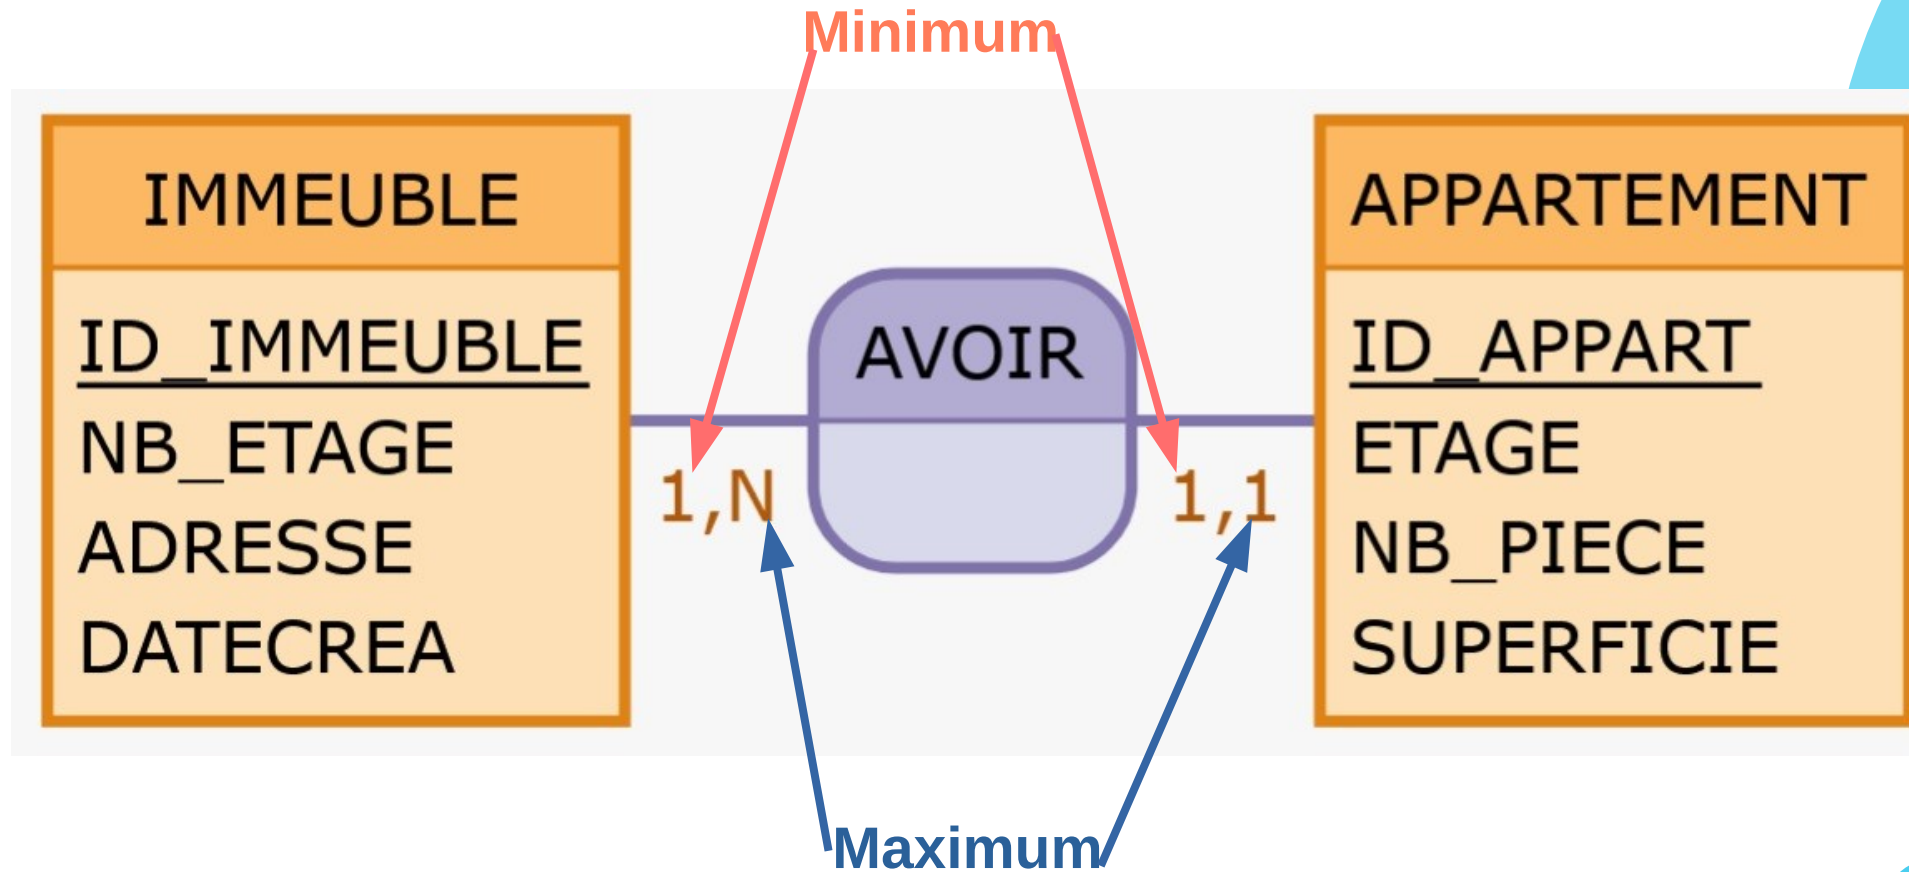 Minimum
IMMEUBLE
ID_IMMEUBLE
NB_ETAGE
ADRESSE
DATECREA
1,N
AVOIR
1,1
APPARTEMENT
ID_APPART
ETAGE
NB_PIECE
SUPERFICIE
Maximum